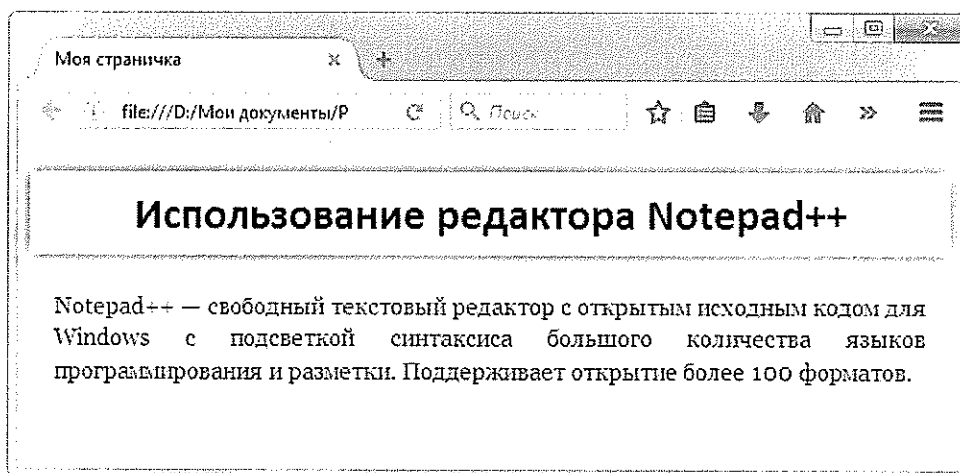 Моя страничка
file:///D:/Мои документы/P
Поиск
Использование редактора Notepad++
Notepad++ — свободный текстовый редактор с открытым исходным кодом для
Windows с подсветкой синтаксиса большого количества языков
программирования и разметки. Поддерживает открытие более 100 форматов.